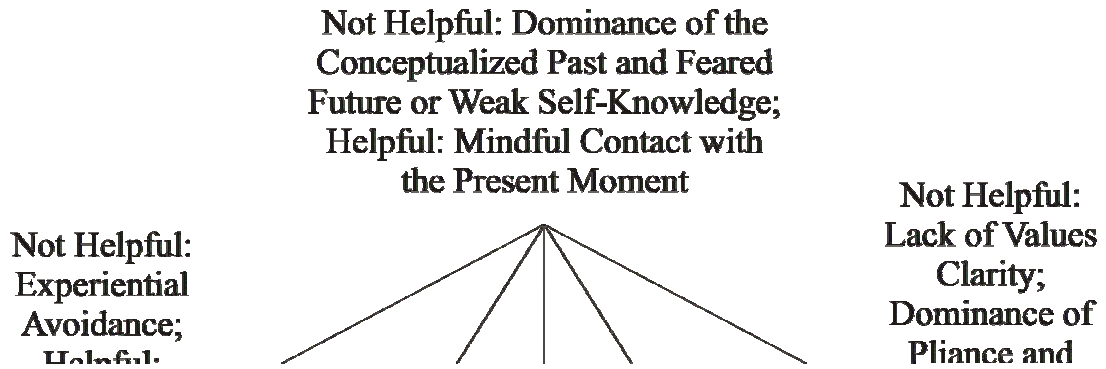 Not Helpful: Dominance of the
Conceptualized Past and Feared
Future or Weak Self-Knowledge;
Helpful: Mindful Contact with
the Present Moment
Not Helpful:
Experiential
Avoidance;
Helpful:
Not Helpful:
Lack of Values
Clarity;
Dominance of
Pliance and